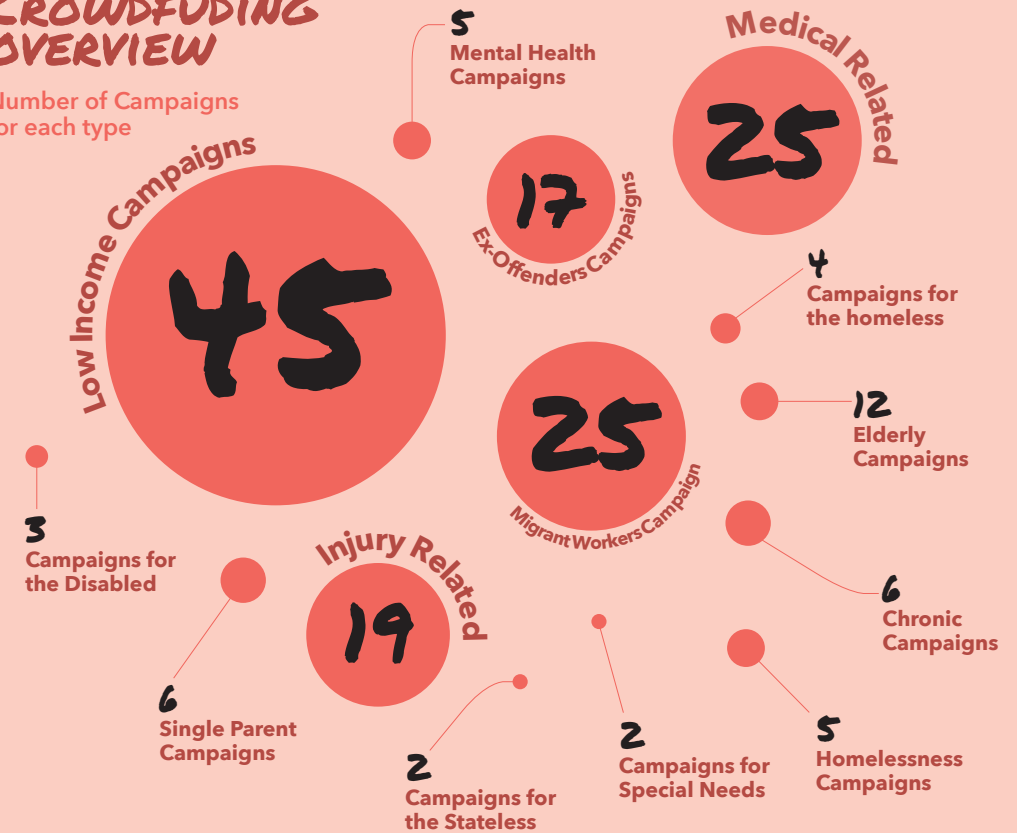 CROWDFUDING
OVERVIEW
Number of Campaigns
for each type
5
Mental Health
Campaigns
Medical Related
25
17
Ex-Offenders Campaigns
Low Income Campaigns
45
4
Campaigns for
the homeless
25
Migrant Workers Campaign
12
Elderly
Campaigns
3
Campaigns for
the Disabled
Injury Related
19
6
Chronic
Campaigns
6
Single Parent
Campaigns
2
Campaigns for
the Stateless
2
Campaigns for
Special Needs
5
Homelessness
Campaigns